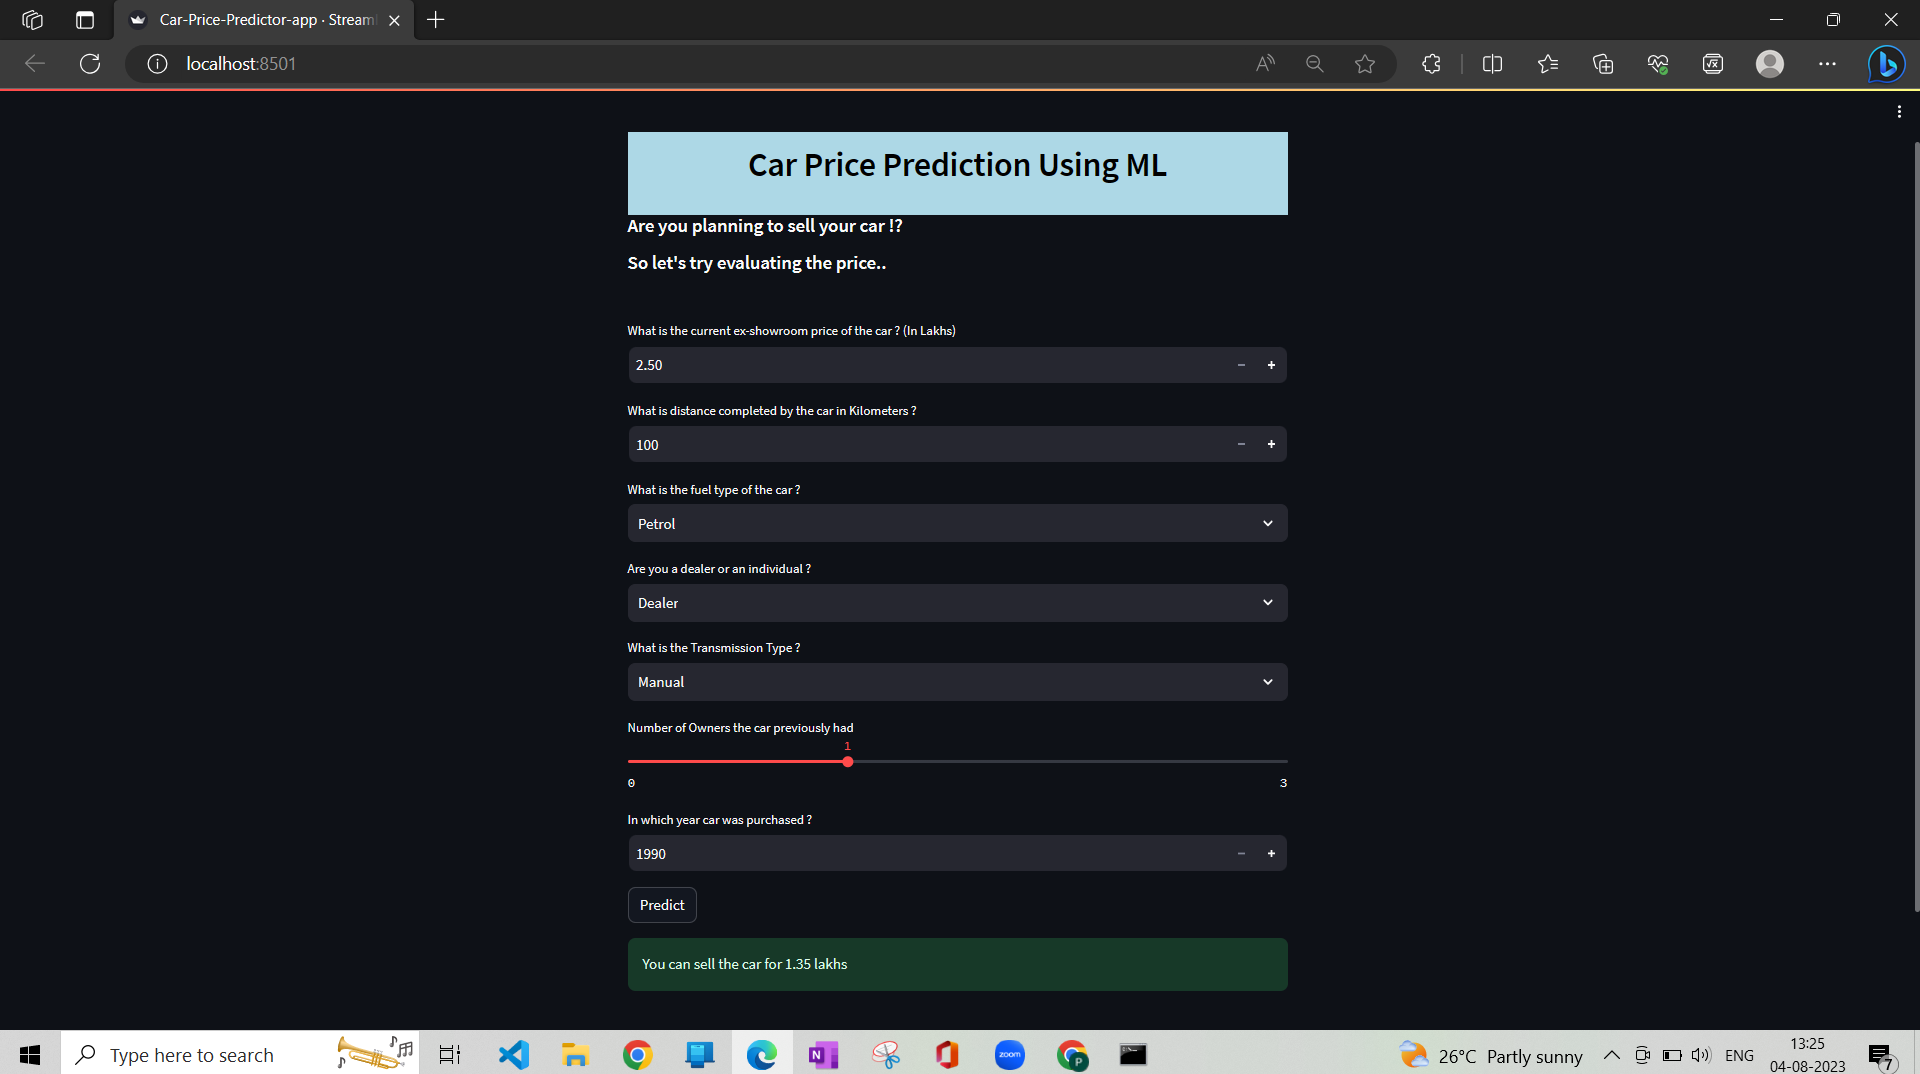 Car-Price-Predictor-app · Stream
localhost:8501
Car Price Prediction Using ML
Are you planning to sell your car !?
So let's try evaluating the price..
What is the current ex-showroom price of the car ? (In Lakhs)
2.50
What is distance completed by the car in Kilometers ?
100
What is the fuel type of the car ?
Petrol
Are you a dealer or an individual ?
Dealer
What is the Transmission Type ?
Manual
Number of Owners the car previously had
1
0 3
In which year car was purchased ?
1990
Predict
You can sell the car for 1.35 lakhs
Type here to search
N
zoom
P
26°C Partly sunny
ENG
13:25
04-08-2023
7